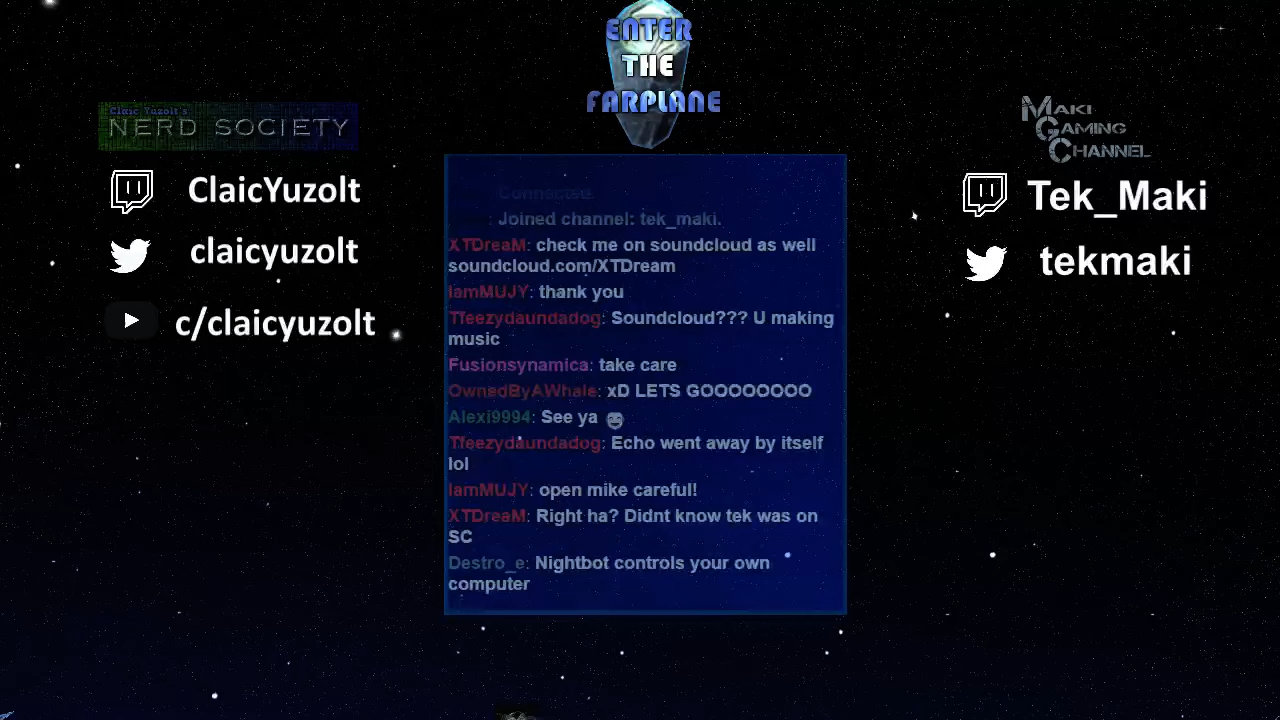 ENTER
THE
FARPLANE
Claic Yuzolt's
NERD SOCIETY
ClaicYuzolt
claicyuzolt
c/claicyuzolt
MAKI
GAMING
CHANNEL
Tek_Maki
tekmaki
Connected.
: Joined channel: tek_maki.
XTDreaM: check me on soundcloud as well
soundcloud.com/XTDream
IamMUJY: thank you
Tfeezydaundadog: Soundcloud??? U making
music
Fusionsynamica: take care
OwnedByAWhale: xD LETS GOOOOOOOO
Alexi9994: See ya
Tfeezydaundadog: Echo went away by itself
lol
IamMUJY: open mike careful!
XTDreaM: Right ha? Didnt know tek was on
SC
Destro_e: Nightbot controls your own
computer